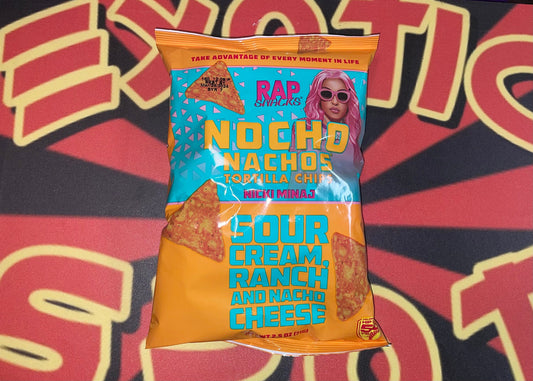 EXOTIC
TAKE ADVANTAGE OF EVERY MOMENT IN LIFE
RAP
SNACKS
NOCHO
NACHOS
TORTILLA CHIPS
NICKI MINAJ
SOUR
CREAM,
RANCH
AND NACHO
CHEESE